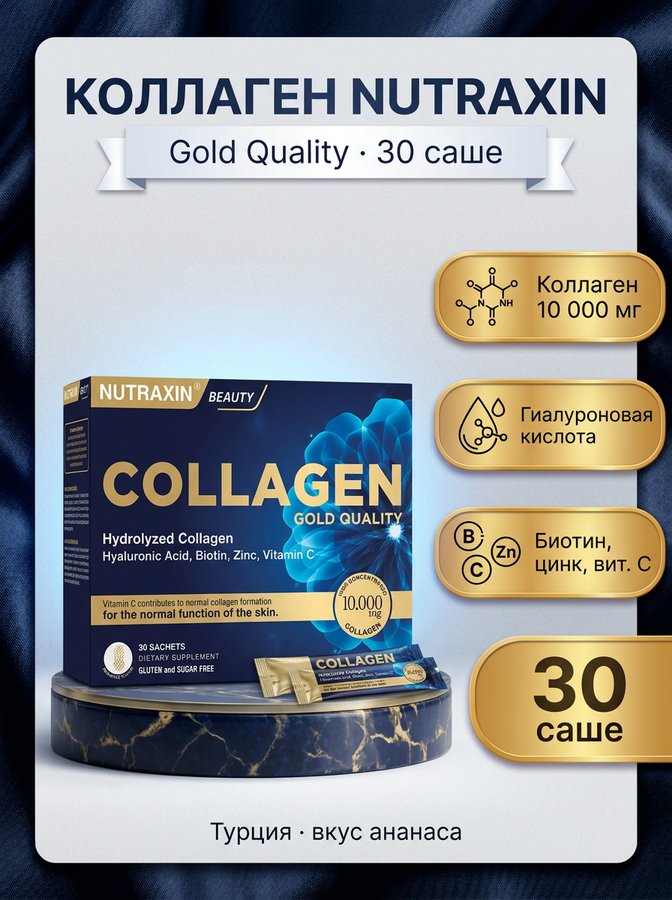 КОЛЛАГЕН NUTRAXIN
Gold Quality · 30 саше
Коллаген
10 000 мг
N
NH
Гиалуроновая
кислота
B
C
Zn
Биотин,
цинк, вит. С
30
саше
NUTRAXIN®
BEAUTY
COLLAGEN
GOLD QUALITY
Hydrolyzed Collagen
Hyaluronic Acid, Biotin, Zinc, Vitamin C
Vitamin C contributes to normal collagen formation
for the normal function of the skin.
10.000
mg
COLLAGEN
30 SACHETS
DIETARY SUPPLEMENT
GLUTEN and SUGAR FREE
COLLAGEN
Турция · вкус ананаса